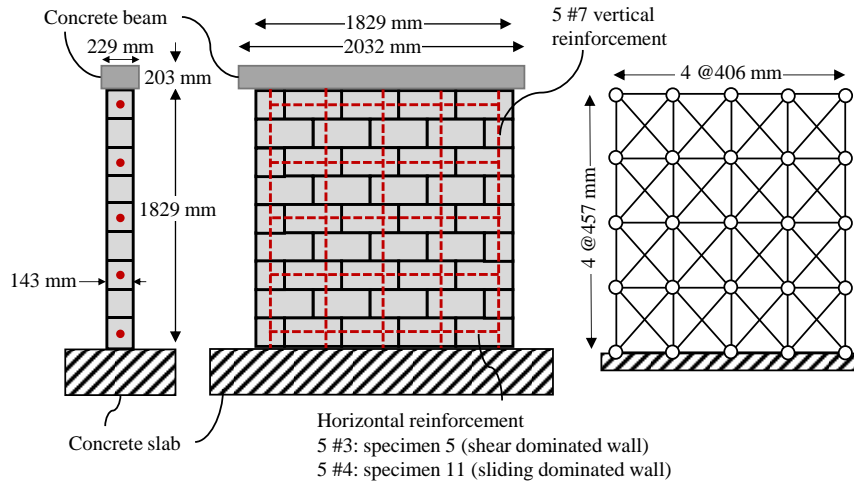 Concrete beam
229 mm
203 mm
1829 mm
143 mm
1829 mm
2032 mm
5 #7 vertical
reinforcement
4 @406 mm
4 @457 mm
Concrete slab
Horizontal reinforcement
5 #3: specimen 5 (shear dominated wall)
5 #4: specimen 11 (sliding dominated wall)